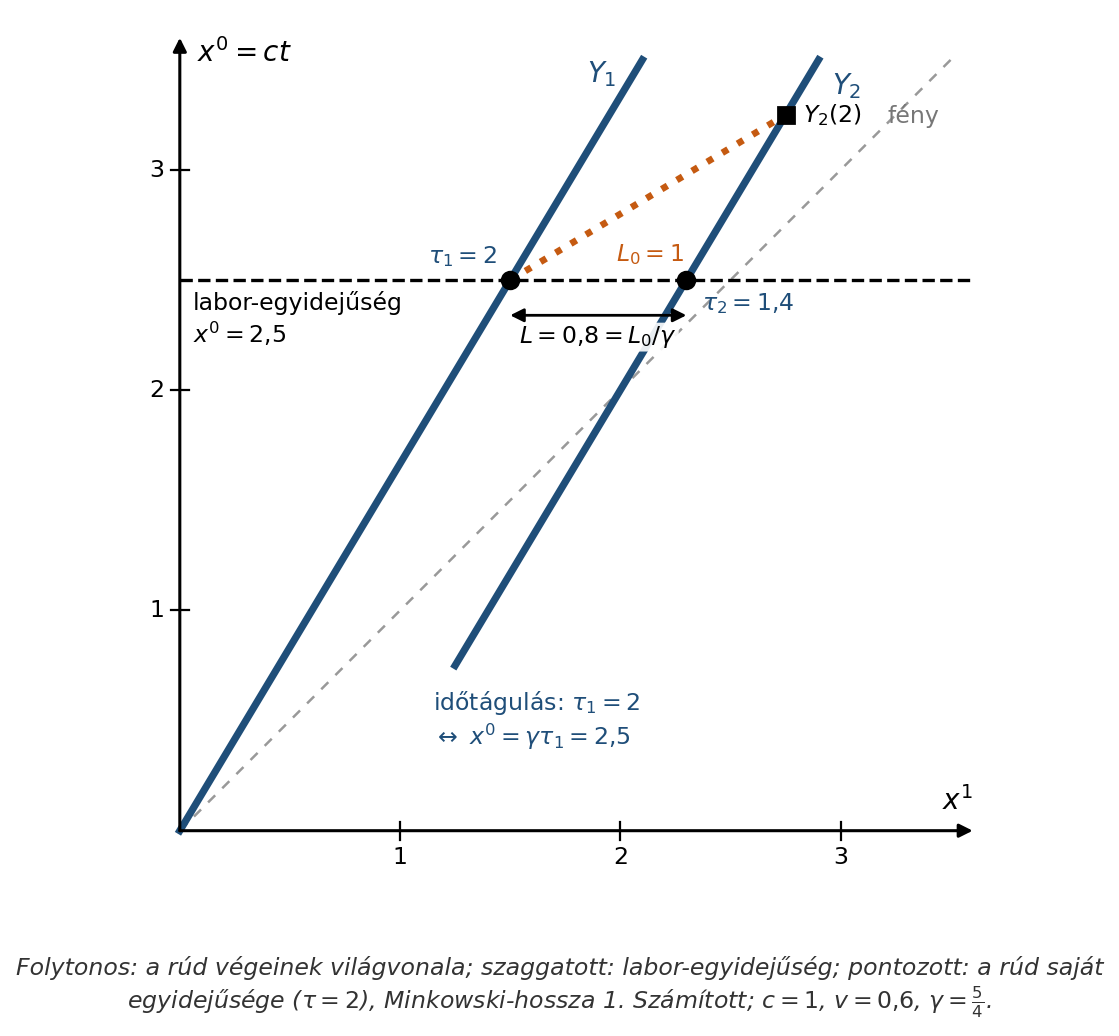 x⁰ = ct
Y₁
Y₂
Y₂(2)
fény
3
τ₁ = 2
L₀ = 1
labor-egyidejűség
x⁰ = 2,5
τ₂ = 1,4
L = 0,8 = L₀/γ
2
1
időtágulás: τ₁ = 2
↔ x⁰ = γτ₁ = 2,5
x¹
1
2
3
Folytonos: a rúd végeinek világvonala; szaggatott: labor-egyidejűség; pontozott: a rúd saját
egyidejűsége (τ = 2), Minkowski-hossza 1. Számított; c = 1, v = 0,6, γ = 5/4.